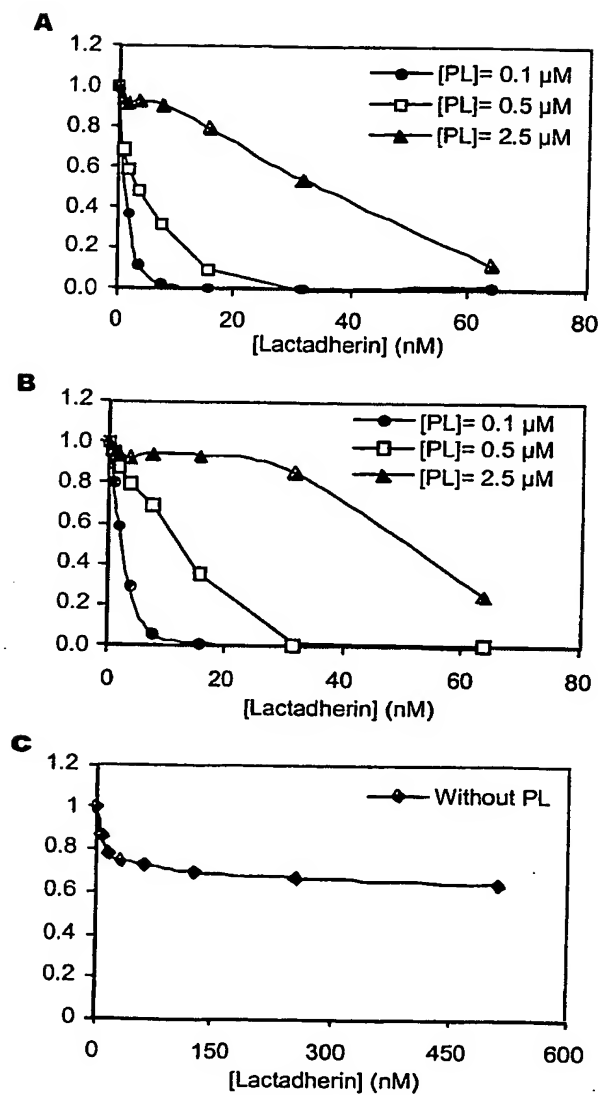 A
1.2
1.0
0.8
0.6
0.4
0.2
0.0
[PL]= 0.1 µM
[PL]= 0.5 µM
[PL]= 2.5 µM
0 20 40 60 80
[Lactadherin] (nM)
B
1.2
1.0
0.8
0.6
0.4
0.2
0.0
[PL]= 0.1 µM
[PL]= 0.5 µM
[PL]= 2.5 µM
0 20 40 60 80
[Lactadherin] (nM)
C
1.2
1
0.8
0.6
0.4
0.2
0
Without PL
0 150 300 450 600
[Lactadherin] (nM)